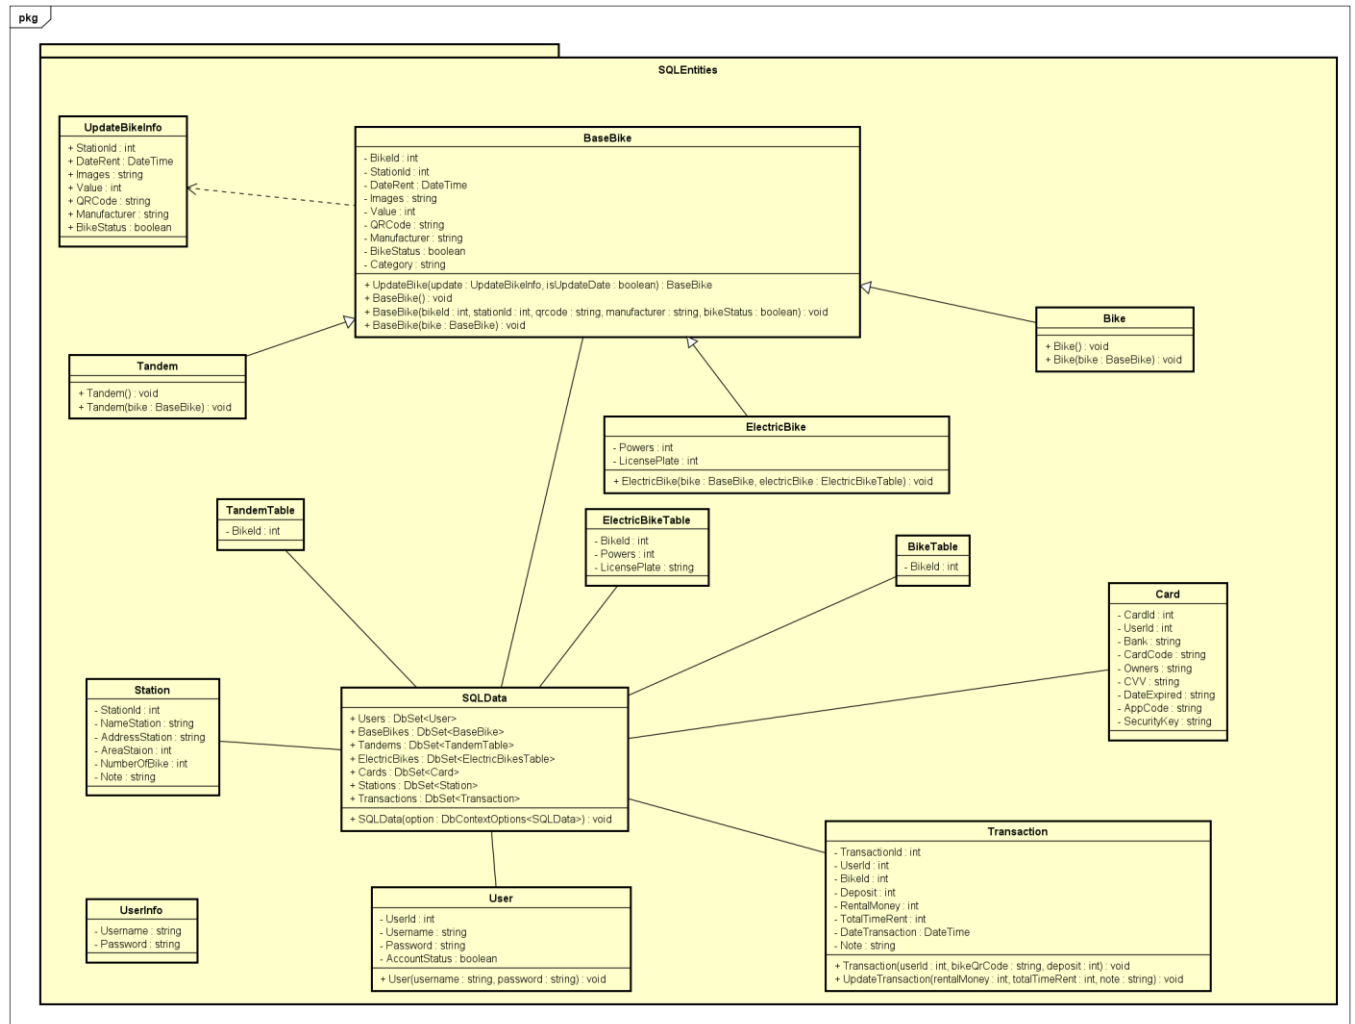 pkg
SQLEntities
UpdateBikeInfo
+ StationId : int
+ DateRent : DateTime
+ Images : string
+ Value : int
+ QRCode : string
+ Manufacturer : string
+ BikeStatus : boolean
BaseBike
- BikeId : int
- StationId : int
- DateRent : DateTime
- Images : string
- Value : int
- QRCode : string
- Manufacturer : string
- BikeStatus : boolean
- Category : string
+ UpdateBike(update : UpdateBikeInfo, isUpdateDate : boolean) : BaseBike
+ BaseBike() : void
+ BaseBike(bikeId : int, stationId : int, qrcode : string, manufacturer : string, bikeStatus : boolean) : void
+ BaseBike(bike : BaseBike) : void
Bike
+ Bike() : void
+ Bike(bike : BaseBike) : void
Tandem
+ Tandem() : void
+ Tandem(bike : BaseBike) : void
ElectricBike
- Powers : int
- LicensePlate : int
+ ElectricBike(bike : BaseBike, electricBike : ElectricBikeTable) : void
TandemTable
- BikeId : int
ElectricBikeTable
- BikeId : int
- Powers : int
- LicensePlate : string
BikeTable
- BikeId : int
Card
- CardId : int
- UserId : int
- Bank : string
- CardCode : string
- Owners : string
- CVV : string
- DateExpired : string
- AppCode : string
- SecurityKey : string
Station
- StationId : int
- NameStation : string
- AddressStation : string
- AreaStaion : int
- NumberOfBike : int
- Note : string
SQLData
+ Users : DbSet<User>
+ BaseBikes : DbSet<BaseBike>
+ Tandems : DbSet<TandemTable>
+ ElectricBikes : DbSet<ElectricBikesTable>
+ Cards : DbSet<Card>
+ Stations : DbSet<Station>
+ Transactions : DbSet<Transaction>
+ SQLData(option : DbContextOptions<SQLData>) : void
Transaction
- TransactionId : int
- UserId : int
- BikeId : int
- Deposit : int
- RentalMoney : int
- TotalTimeRent : int
- DateTransaction : DateTime
- Note : string
+ Transaction(userId : int, bikeQrCode : string, deposit : int) : void
+ UpdateTransaction(rentalMoney : int, totalTimeRent : int, note : string) : void
UserInfo
- Username : string
- Password : string
User
- UserId : int
- Username : string
- Password : string
- AccountStatus : boolean
+ User(username : string, password : string) : void